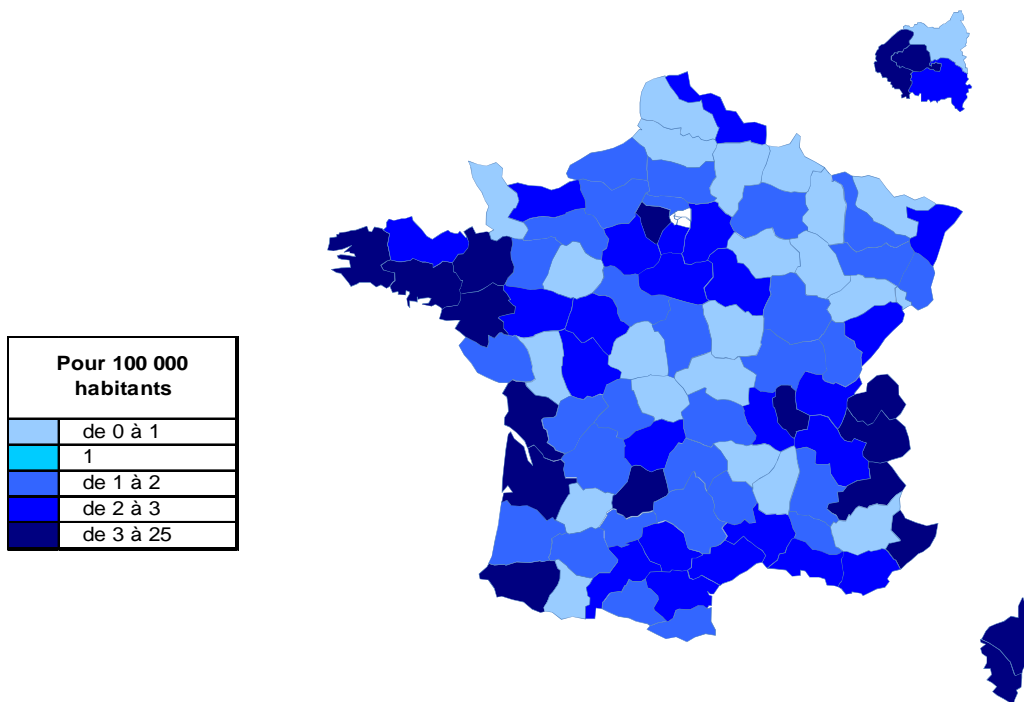 Pour 100 000
habitants
de 0 à 1
1
de 1 à 2
de 2 à 3
de 3 à 25